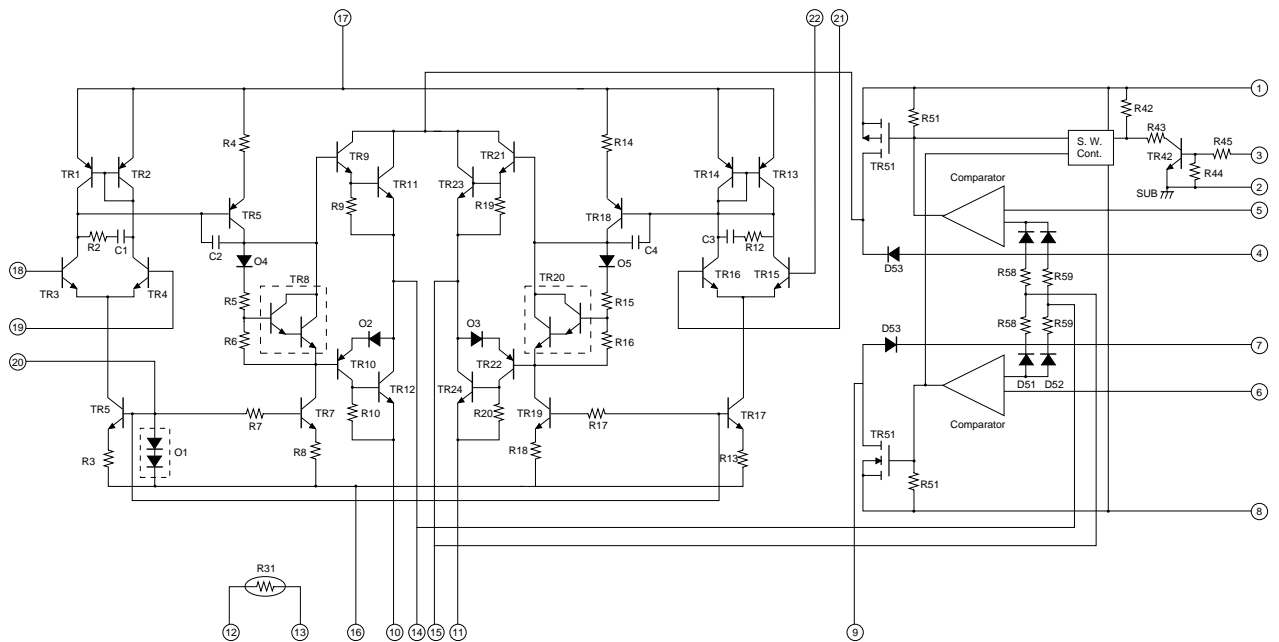 17
22
21
1
R4
R14
R51
R42
R43
R45
3
TR9
TR21
S. W.
Cont.
TR42
R44
TR1
TR2
TR11
TR23
TR14
TR13
TR51
2
SUB
Comparator
R9
R19
5
TR5
TR18
R2
C1
C2
C4
C3
R12
4
D53
O4
O5
18
TR3
TR4
TR8
TR20
TR16
TR15
22
R58
R59
R5
R15
19
R6
O2
O3
R16
R58
R59
D53
7
20
TR10
TR22
TR12
TR24
D51
D52
9
6
TR5
R7
TR7
R10
R20
TR19
R17
TR17
Comparator
R3
O1
R8
R18
R13
TR51
R51
8
R31
12
13
16
10
14
15
11
9